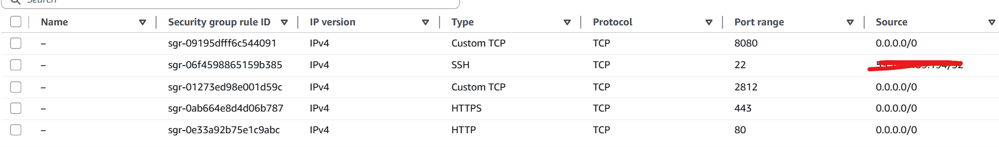 Search
Name Security group rule ID IP version Type Protocol Port range Source
– sgr-09195dfff6c544091 IPv4 Custom TCP TCP 8080 0.0.0.0/0
– sgr-06f4598865159b385 IPv4 SSH TCP 22
– sgr-01273ed98e001d59c IPv4 Custom TCP TCP 2812 0.0.0.0/0
– sgr-0ab664e8d4d06b787 IPv4 HTTPS TCP 443 0.0.0.0/0
– sgr-0e33a92b75e1c9abc IPv4 HTTP TCP 80 0.0.0.0/0